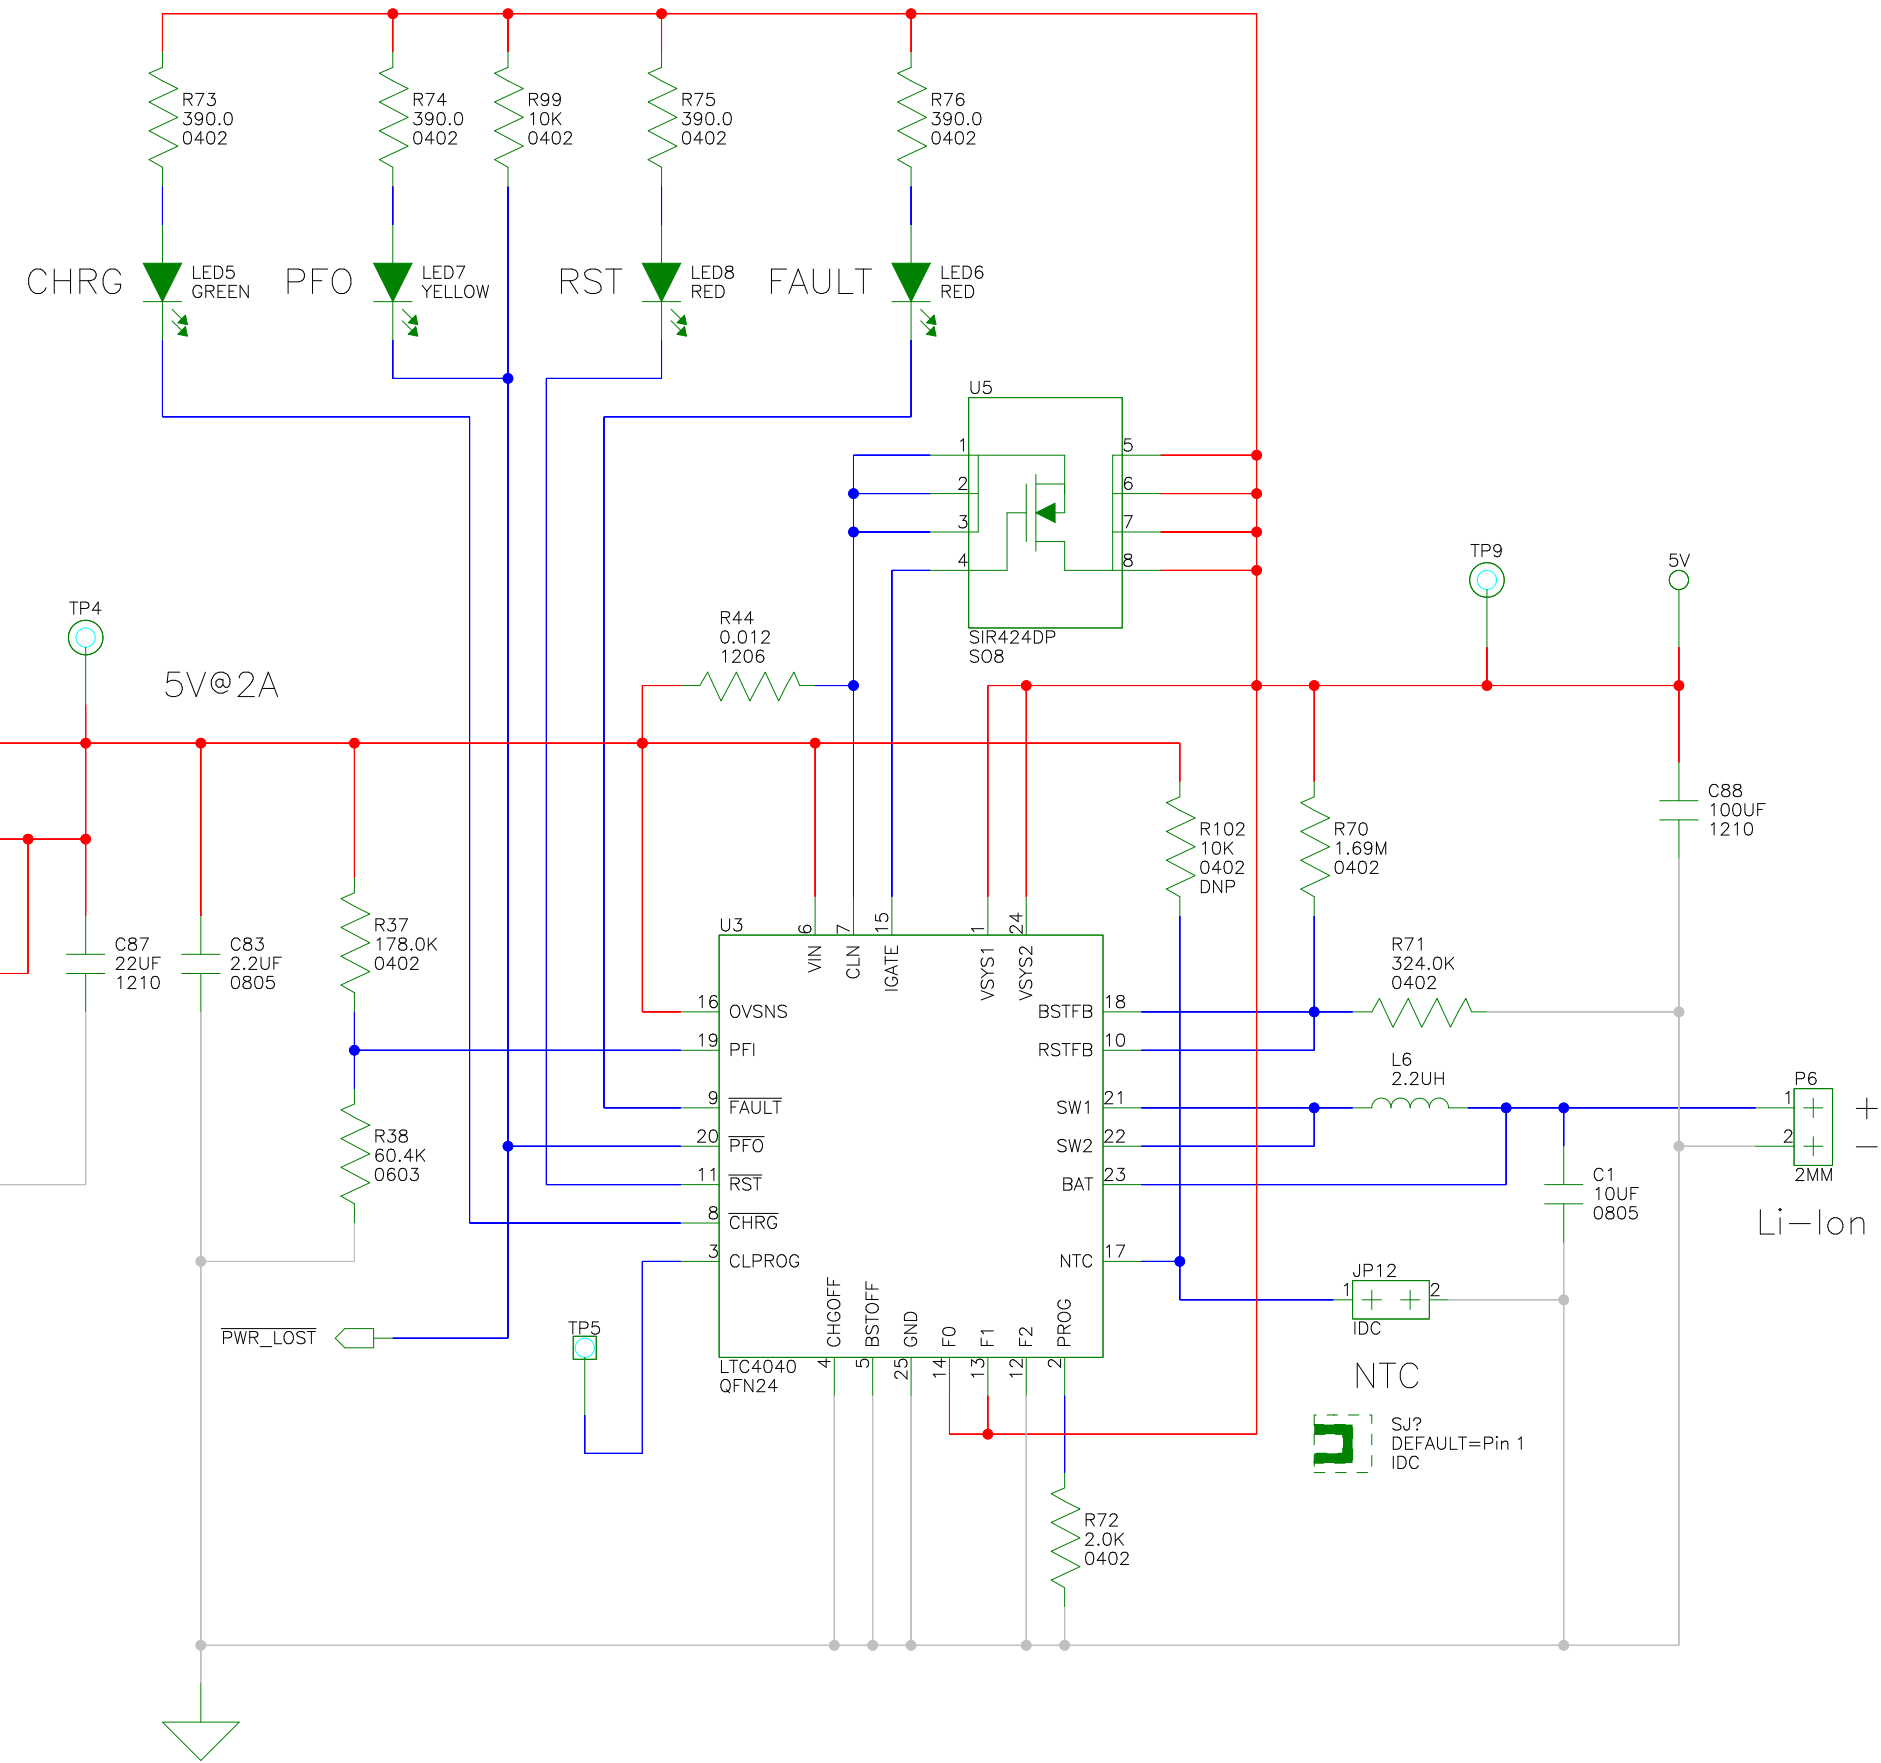 R73
390.0
0402
R74
390.0
0402
R99
10K
0402
R75
390.0
0402
R76
390.0
0402
CHRG
LED5
GREEN
PFO
LED7
YELLOW
RST
LED8
RED
FAULT
LED6
RED
U5
1
2
3
4
5
6
7
8
SIR424DP
SO8
TP9
5V
TP4
5V@2A
R44
0.012
1206
C88
100UF
1210
R102
10K
0402
DNP
R70
1.69M
0402
C87
22UF
1210
C83
2.2UF
0805
R37
178.0K
0402
U3
6
7
15
1
24
VIN
CLN
IGATE
VSYS1
VSYS2
R71
324.0K
0402
16
OVSNS
BSTFB
18
19
PFI
RSTFB
10
L6
2.2UH
9
FAULT
SW1
21
20
PFO
SW2
22
11
RST
BAT
23
8
CHRG
3
CLPROG
NTC
17
R38
60.4K
0603
P6
1
2
2MM
+
–
C1
10UF
0805
Li-Ion
JP12
1
2
IDC
NTC
CHGOFF
BSTOFF
GND
F0
F1
F2
PROG
4
5
25
14
13
12
2
LTC4040
QFN24
PWR_LOST
TP5
SJ?
DEFAULT=Pin 1
IDC
R72
2.0K
0402